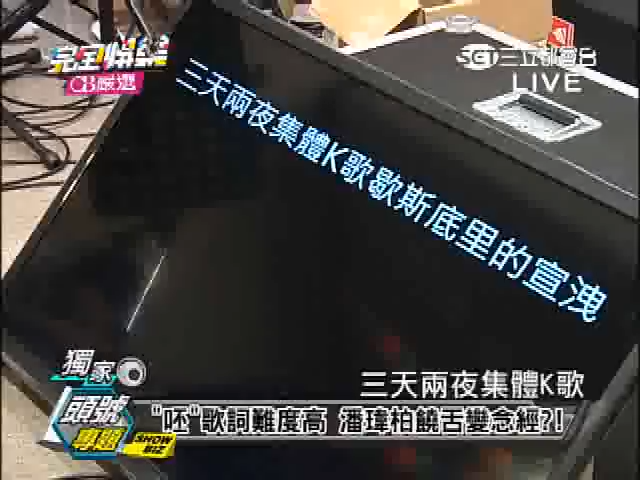 完全娛樂
CB嚴選
SET三立都會台
LIVE
三天兩夜集體K歌歇斯底里的宣洩
獨家
頭號
專題
SHOW BIZ
三天兩夜集體K歌
"呸"歌詞難度高 潘瑋柏饒舌變念經?!